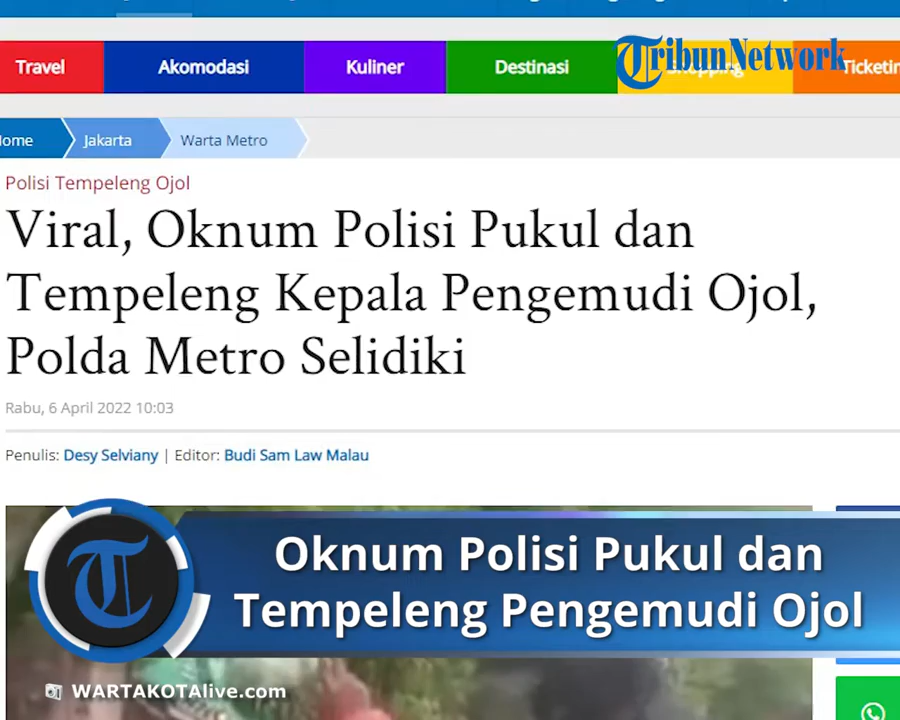 Travel
Akomodasi
Kuliner
Destinasi
Shopping
TribunNetwork
Jakarta
Warta Metro
Polisi Tempeleng Ojol
Viral, Oknum Polisi Pukul dan
Tempeleng Kepala Pengemudi Ojol,
Polda Metro Selidiki
Rabu, 6 April 2022 10:03
Penulis: Desy Selviany | Editor: Budi Sam Law Malau
Oknum Polisi Pukul dan
Tempeleng Pengemudi Ojol
WARTAKOTAlive.com